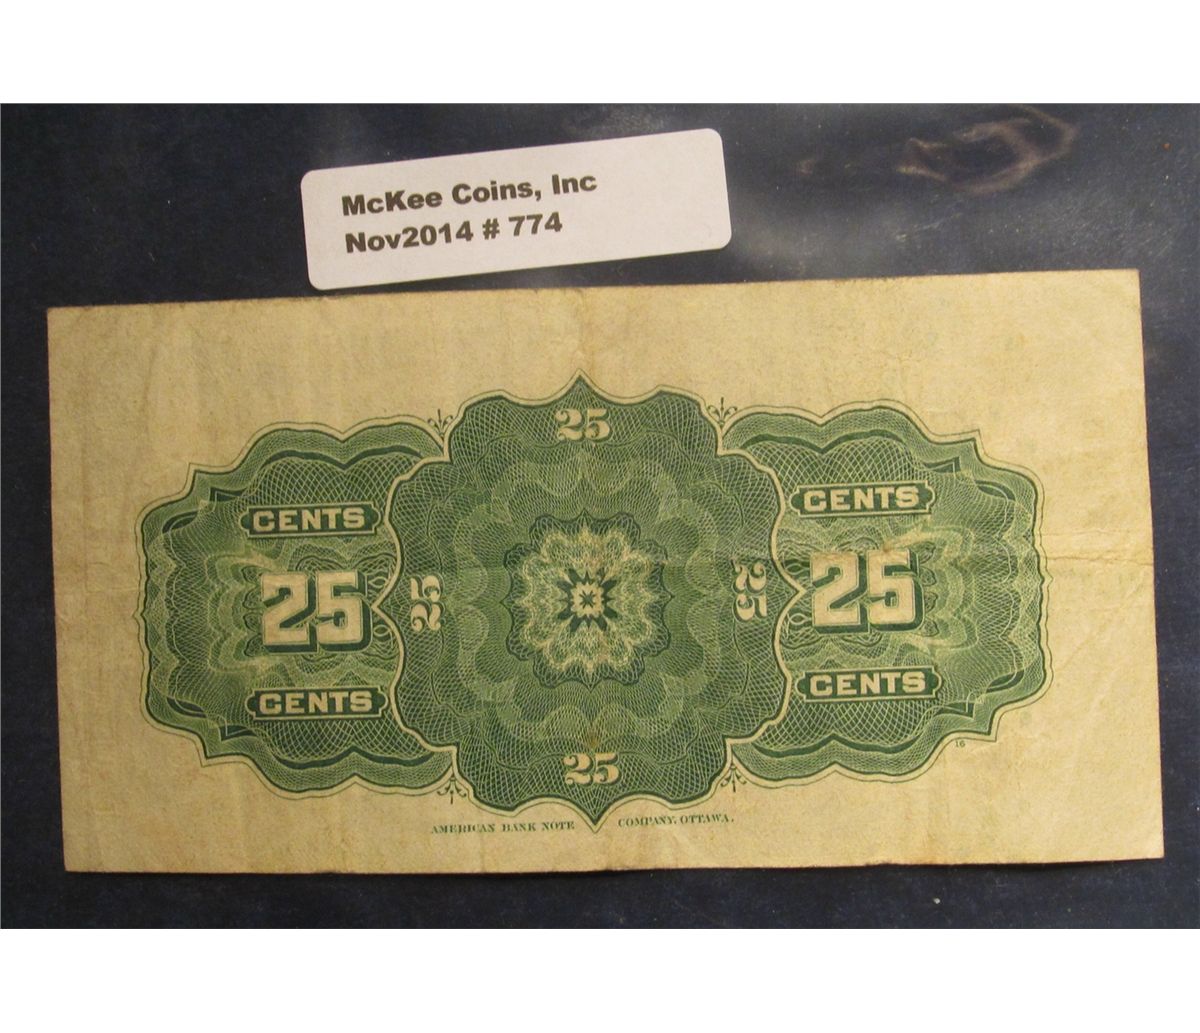 McKee Coins, Inc
Nov2014 # 774
25
CENTS
CENTS
25
25
25
25
CENTS
CENTS
25
16
AMERICAN BANK NOTE COMPANY, OTTAWA.